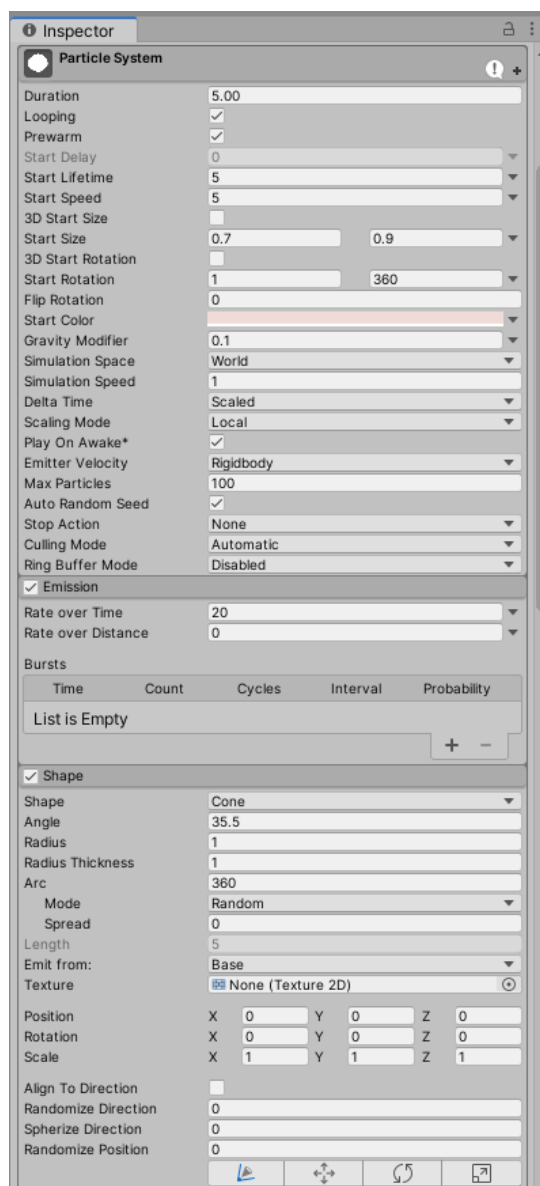 Inspector
Particle System
Duration 5.00
Looping
Prewarm
Start Delay 0
Start Lifetime 5
Start Speed 5
3D Start Size
Start Size 0.7 0.9
3D Start Rotation
Start Rotation 1 360
Flip Rotation 0
Start Color
Gravity Modifier 0.1
Simulation Space World
Simulation Speed 1
Delta Time Scaled
Scaling Mode Local
Play On Awake*
Emitter Velocity Rigidbody
Max Particles 100
Auto Random Seed
Stop Action None
Culling Mode Automatic
Ring Buffer Mode Disabled
Emission
Rate over Time 20
Rate over Distance 0
Bursts
Time Count Cycles Interval Probability
List is Empty
+ −
Shape
Shape Cone
Angle 35.5
Radius 1
Radius Thickness 1
Arc 360
Mode Random
Spread 0
Length 5
Emit from: Base
Texture None (Texture 2D)
Position X 0 Y 0 Z 0
Rotation X 0 Y 0 Z 0
Scale X 1 Y 1 Z 1
Align To Direction
Randomize Direction 0
Spherize Direction 0
Randomize Position 0